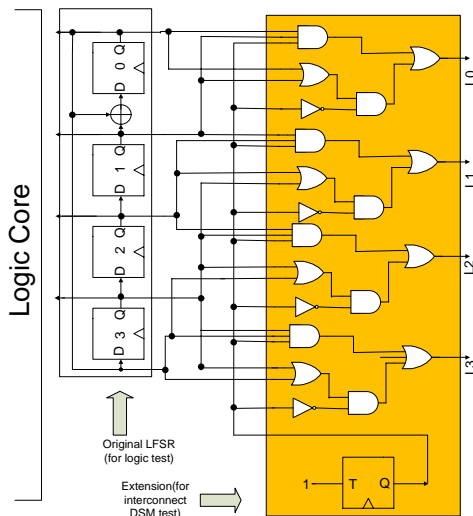 Logic Core
D 0 Q
D 1 Q
D 2 Q
D 3 Q
L0
L1
L2
L3
Original LFSR
(for logic test)
Extension(for
interconnect
DSM test)
1
T Q